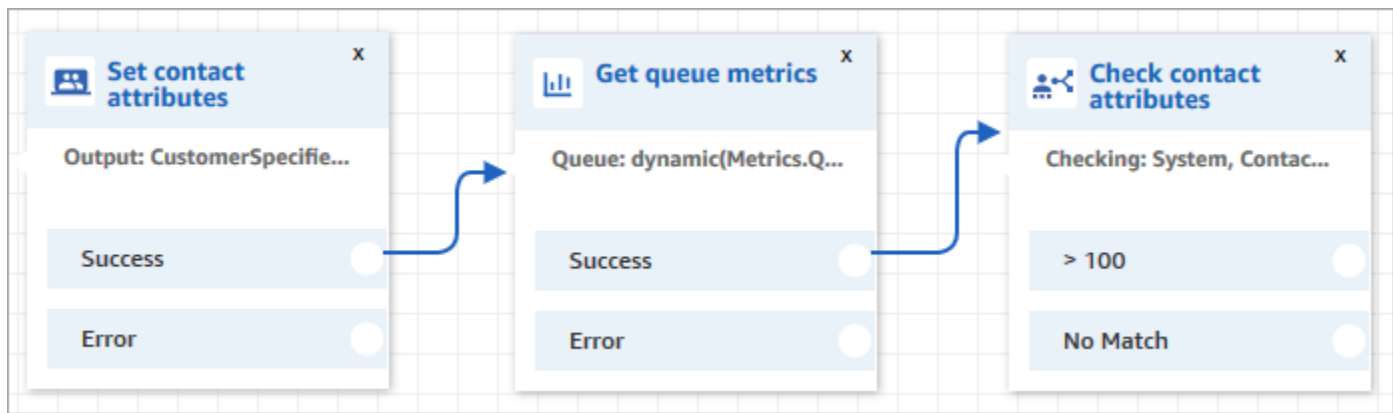 Set contact
attributes
x
Output: CustomerSpecifie...
Success
Error
Get queue metrics
x
Queue: dynamic(Metrics.Q...
Success
Error
Check contact
attributes
x
Checking: System, Contac...
> 100
No Match